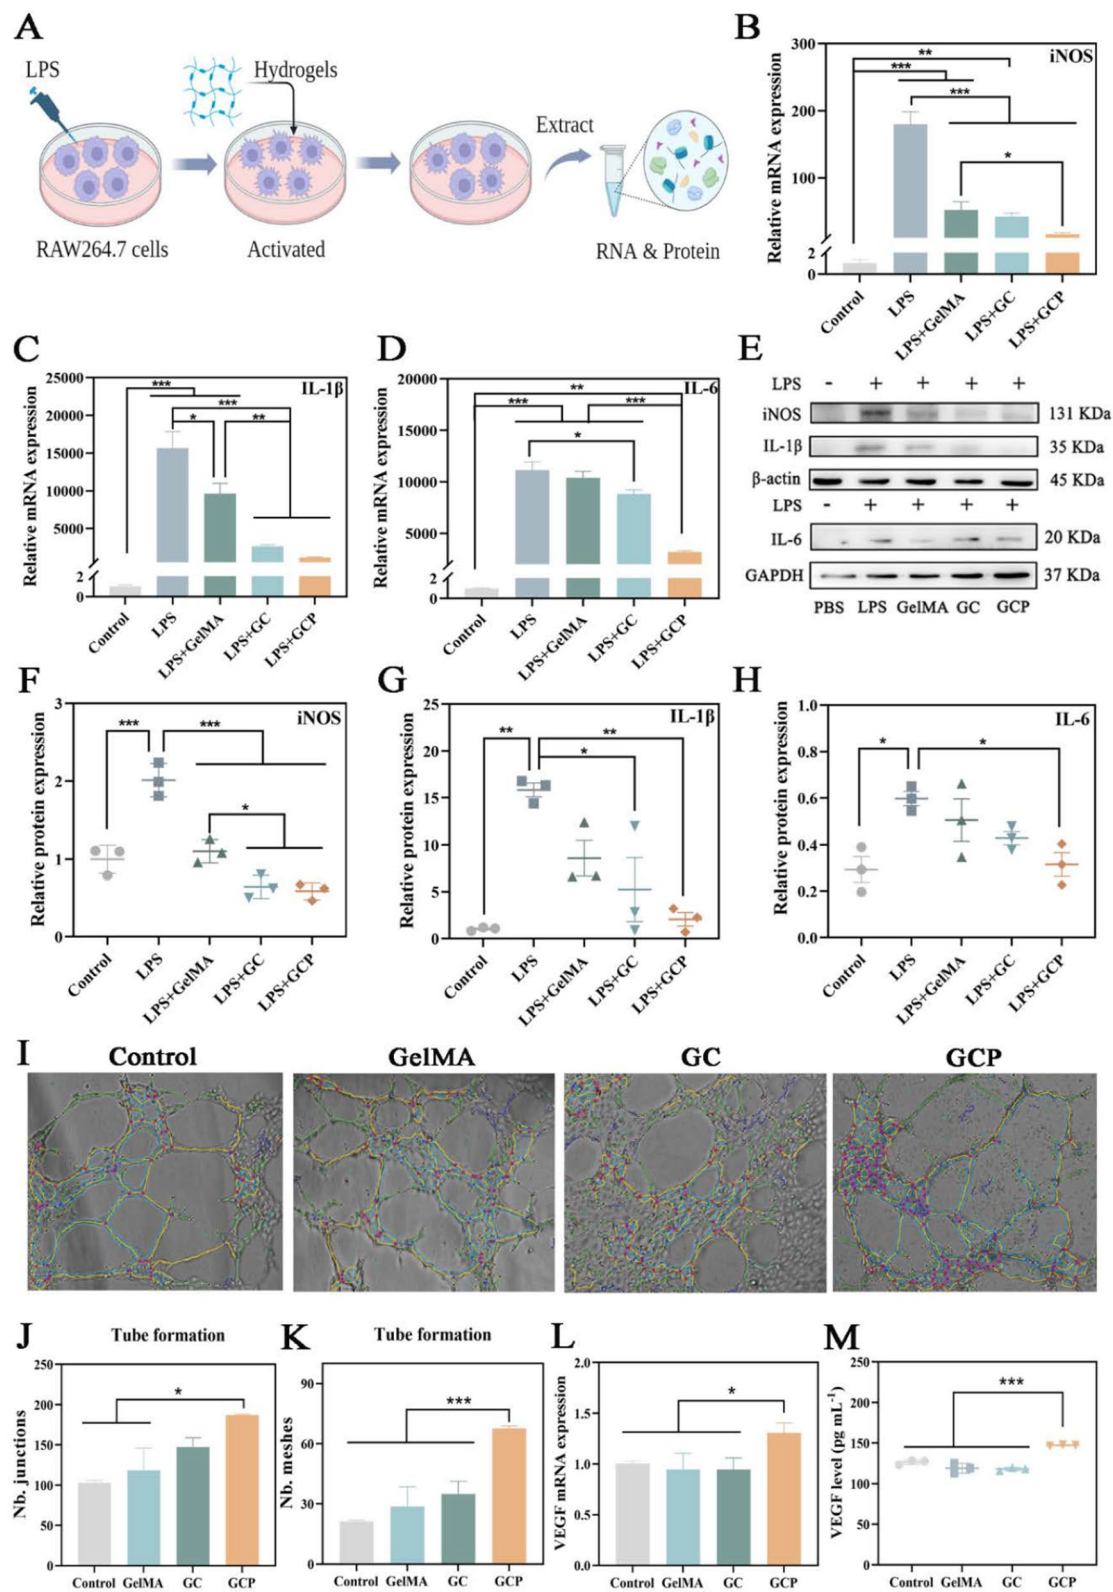 A
LPS
Hydrogels
Extract
RAW264.7 cells
Activated
RNA & Protein
B
iNOS
Relative mRNA expression
300
200
100
2
0
**
***
***
*
Control
LPS
LPS+GelMA
LPS+GC
LPS+GCP
C
IL-1β
Relative mRNA expression
25000
20000
15000
10000
5000
2
0
***
***
*
**
Control
LPS
LPS+GelMA
LPS+GC
LPS+GCP
D
IL-6
Relative mRNA expression
20000
15000
10000
5000
2
0
**
***
***
*
Control
LPS
LPS+GelMA
LPS+GC
LPS+GCP
E
LPS - + + + +
iNOS 131 KDa
IL-1β 35 KDa
β-actin 45 KDa
LPS - + + + +
IL-6 20 KDa
GAPDH 37 KDa
PBS LPS GelMA GC GCP
F
iNOS
Relative protein expression
3
2
1
0
***
***
*
Control
LPS
LPS+GelMA
LPS+GC
LPS+GCP
G
IL-1β
Relative protein expression
25
20
15
10
5
0
**
**
*
Control
LPS
LPS+GelMA
LPS+GC
LPS+GCP
H
IL-6
Relative protein expression
0.8
0.6
0.4
0.2
0.0
*
*
Control
LPS
LPS+GelMA
LPS+GC
LPS+GCP
I
Control
GelMA
GC
GCP
J
Tube formation
Nb. junctions
250
200
150
100
50
0
*
Control GelMA GC GCP
K
Tube formation
Nb. meshes
90
60
30
0
***
Control GelMA GC GCP
L
VEGF mRNA expression
2.0
1.5
1.0
0.5
0.0
*
Control GelMA GC GCP
M
VEGF level (pg mL⁻¹)
250
200
150
100
50
0
***
Control GelMA GC GCP